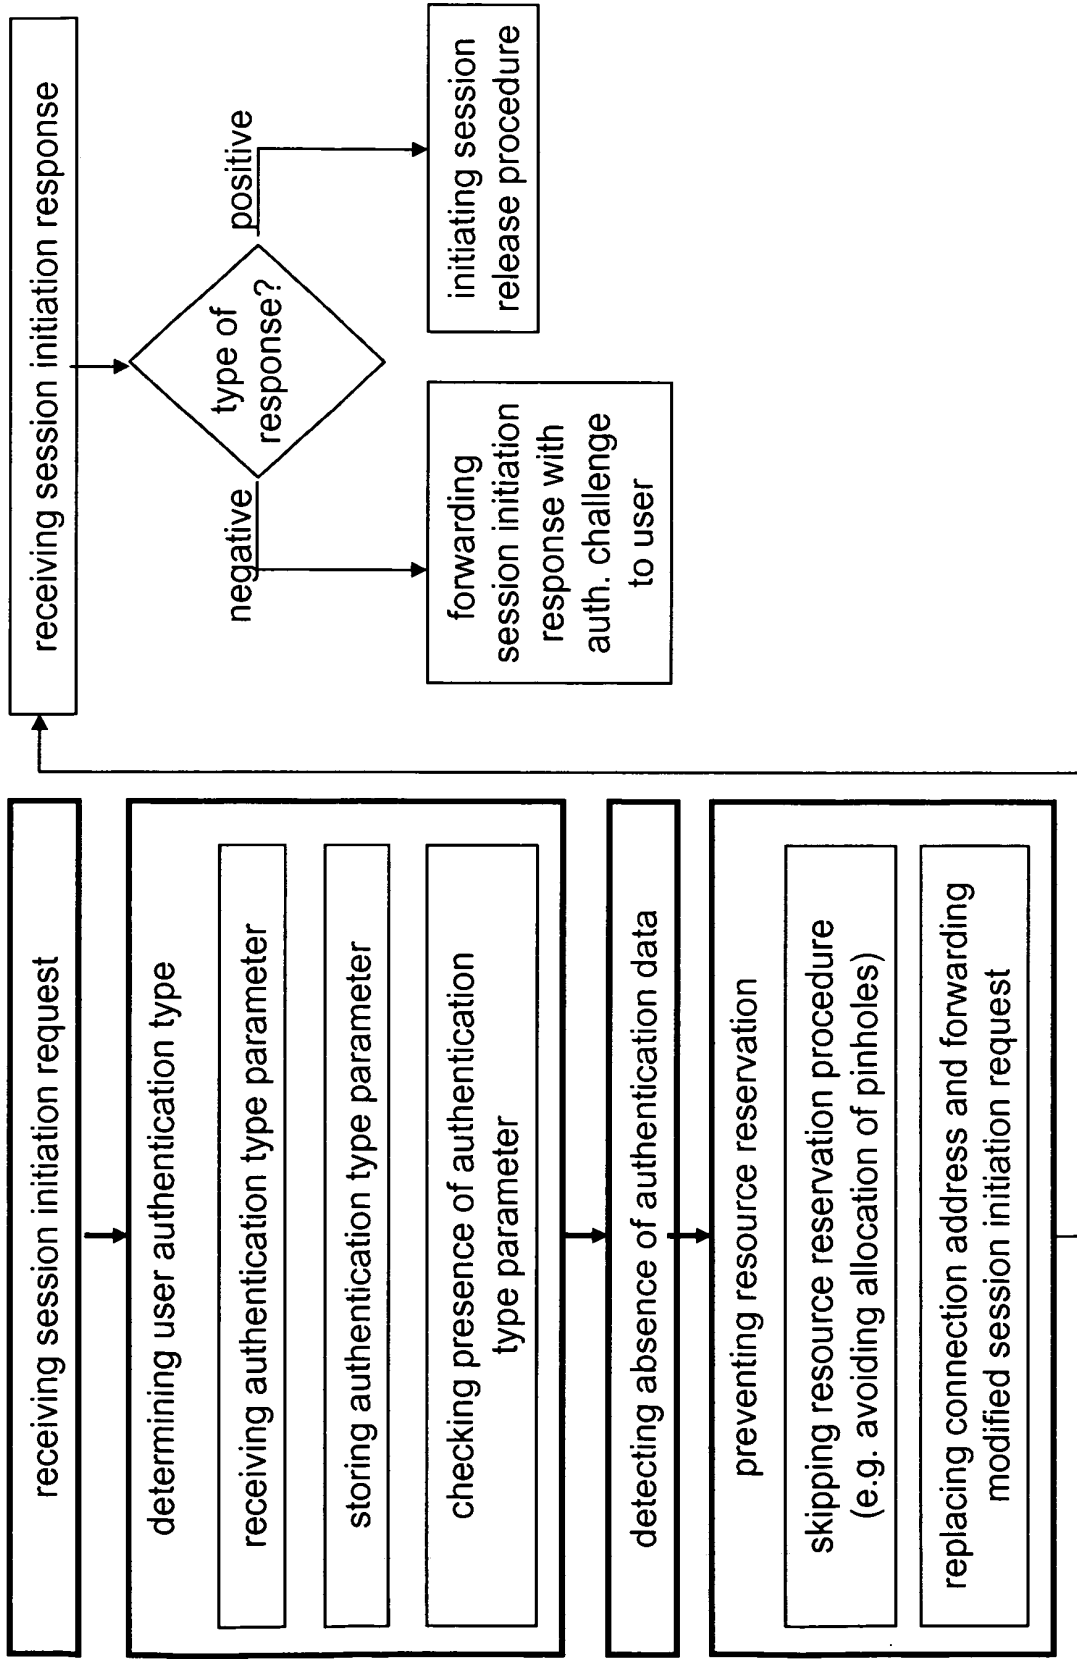 receiving session initiation request
determining user authentication type
receiving authentication type parameter
storing authentication type parameter
checking presence of authentication
type parameter
detecting absence of authentication data
preventing resource reservation
skipping resource reservation procedure
(e.g. avoiding allocation of pinholes)
replacing connection address and forwarding
modified session initiation request
receiving session initiation response
type of
response?
negative
positive
forwarding
session initiation
response with
auth. challenge
to user
initiating session
release procedure